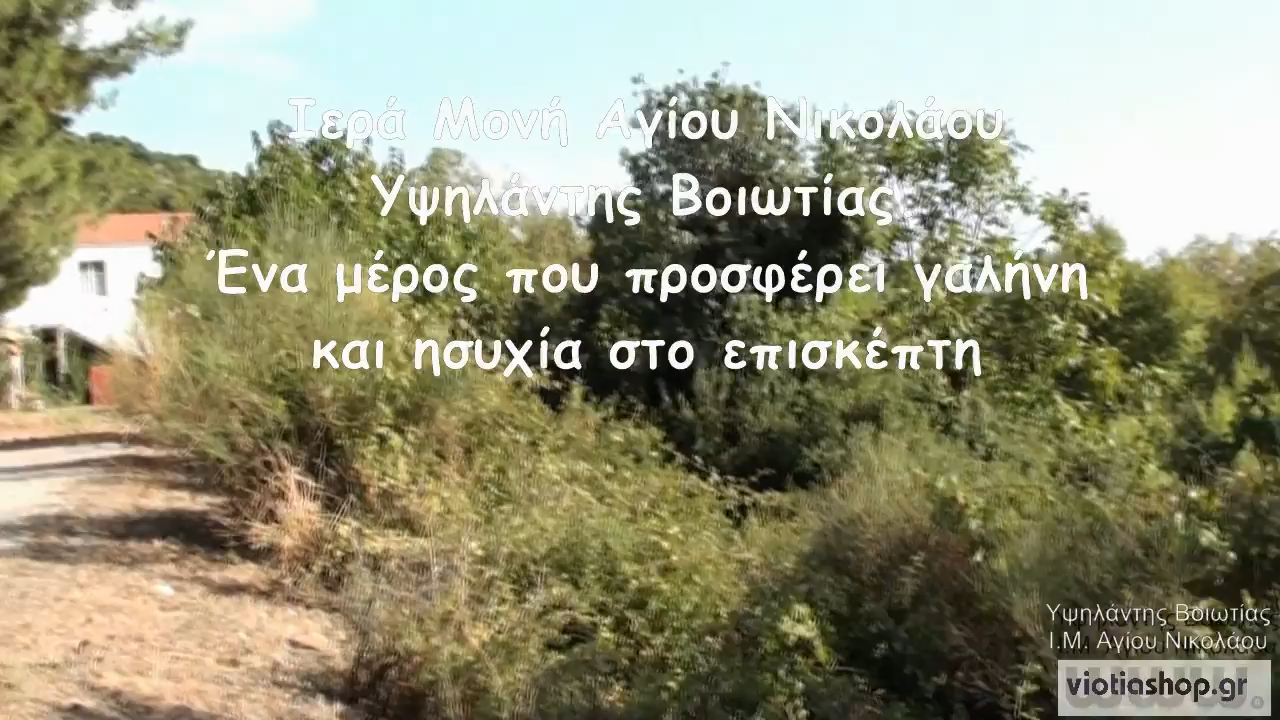 Ιερά Μονή Αγίου Νικολάου
Υψηλάντης Βοιωτίας
Ένα μέρος που προσφέρει γαλήνη
και ησυχία στο επισκέπτη
Υψηλάντης Βοιωτίας
Ι.Μ. Αγίου Νικολάου
www.
viotiashop.gr